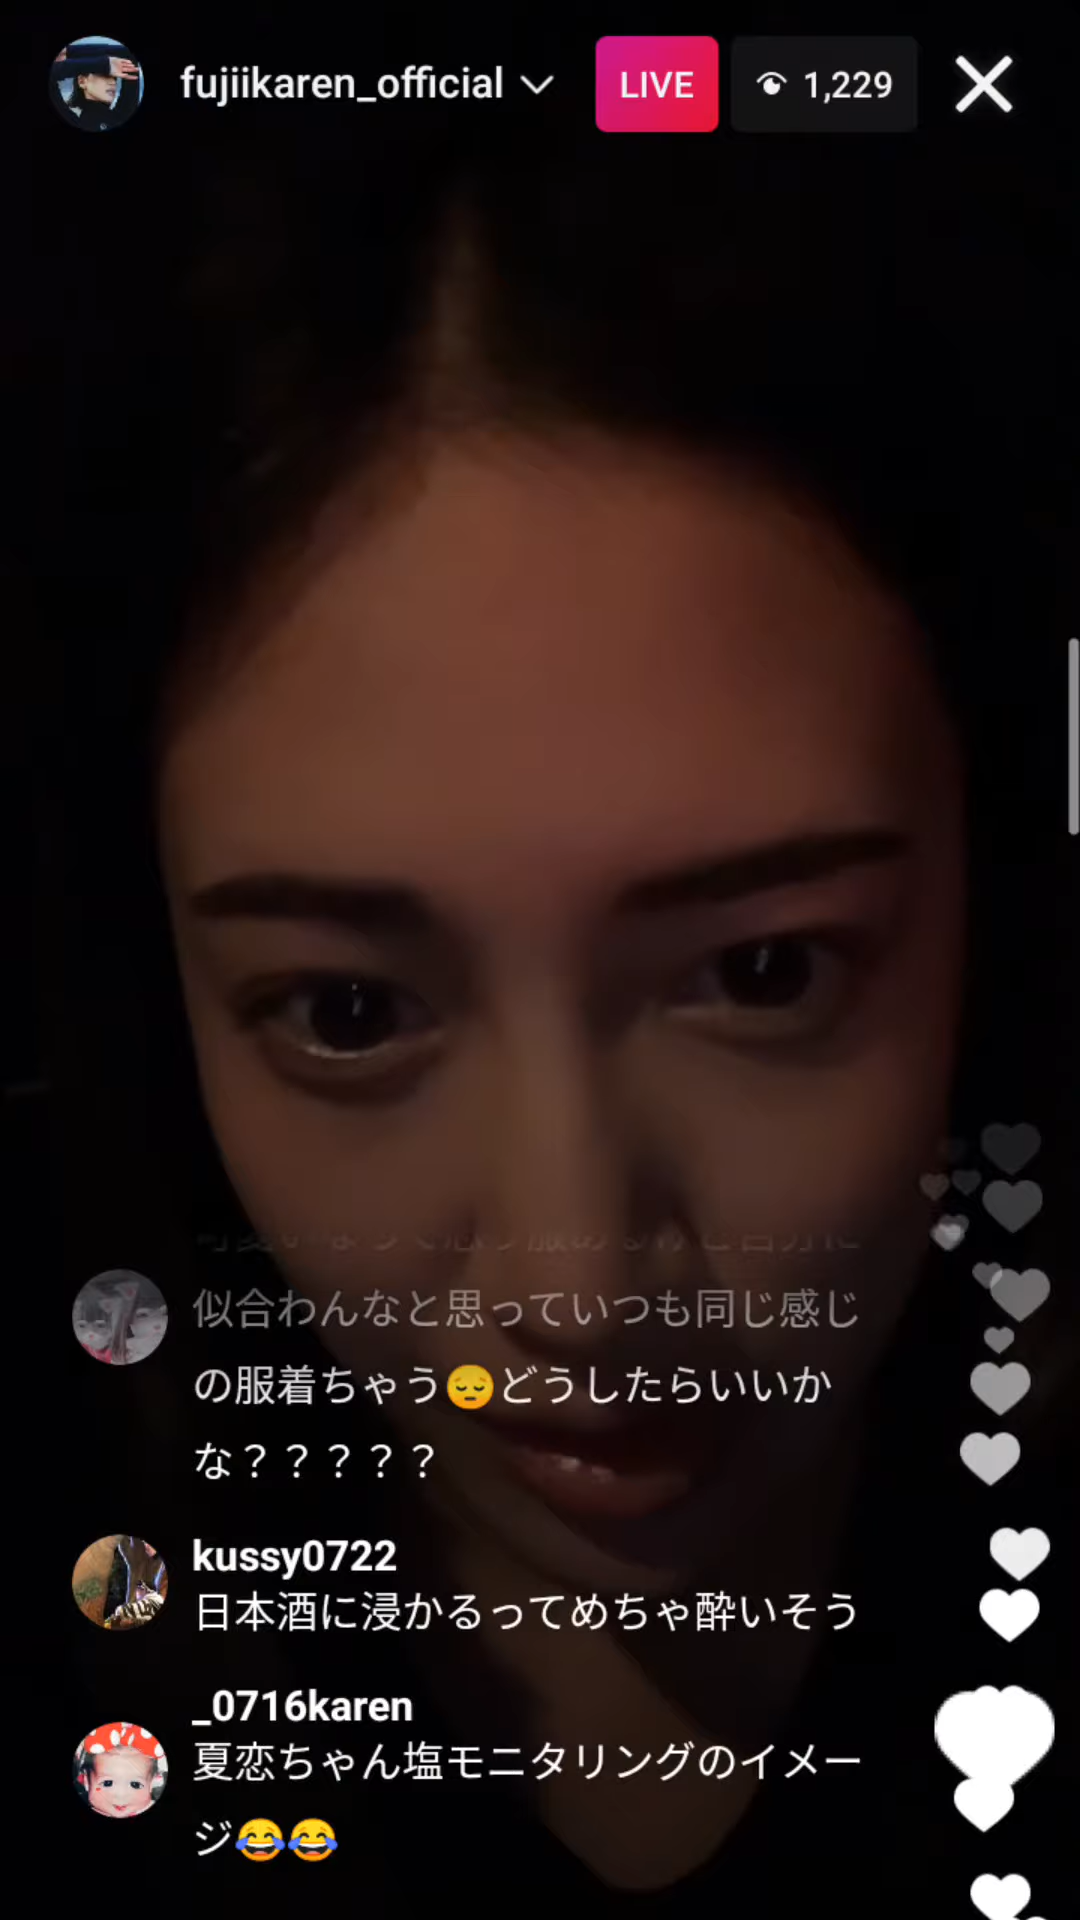 fujiikaren_official
LIVE
1,229
似合わんなと思っていつも同じ感じ
の服着ちゃう😔どうしたらいいか
な？？？？？
kussy0722
日本酒に浸かるってめちゃ酔いそう
_0716karen
夏恋ちゃん塩モニタリングのイメー
ジ😂😂